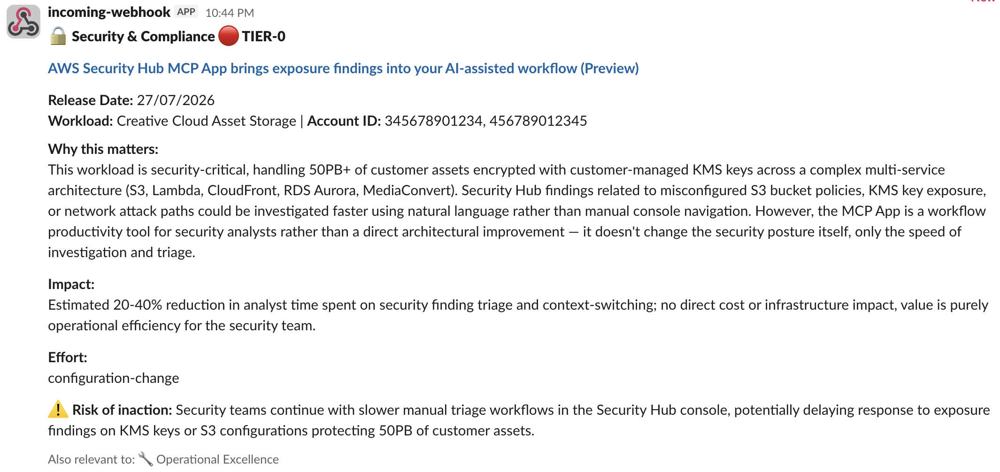 New
incoming-webhook APP 10:44 PM
Security & Compliance TIER-0
AWS Security Hub MCP App brings exposure findings into your AI-assisted workflow (Preview)
Release Date: 27/07/2026
Workload: Creative Cloud Asset Storage | Account ID: 345678901234, 456789012345
Why this matters:
This workload is security-critical, handling 50PB+ of customer assets encrypted with customer-managed KMS keys across a complex multi-service
architecture (S3, Lambda, CloudFront, RDS Aurora, MediaConvert). Security Hub findings related to misconfigured S3 bucket policies, KMS key exposure,
or network attack paths could be investigated faster using natural language rather than manual console navigation. However, the MCP App is a workflow
productivity tool for security analysts rather than a direct architectural improvement — it doesn't change the security posture itself, only the speed of
investigation and triage.
Impact:
Estimated 20-40% reduction in analyst time spent on security finding triage and context-switching; no direct cost or infrastructure impact, value is purely
operational efficiency for the security team.
Effort:
configuration-change
Risk of inaction: Security teams continue with slower manual triage workflows in the Security Hub console, potentially delaying response to exposure
findings on KMS keys or S3 configurations protecting 50PB of customer assets.
Also relevant to: Operational Excellence